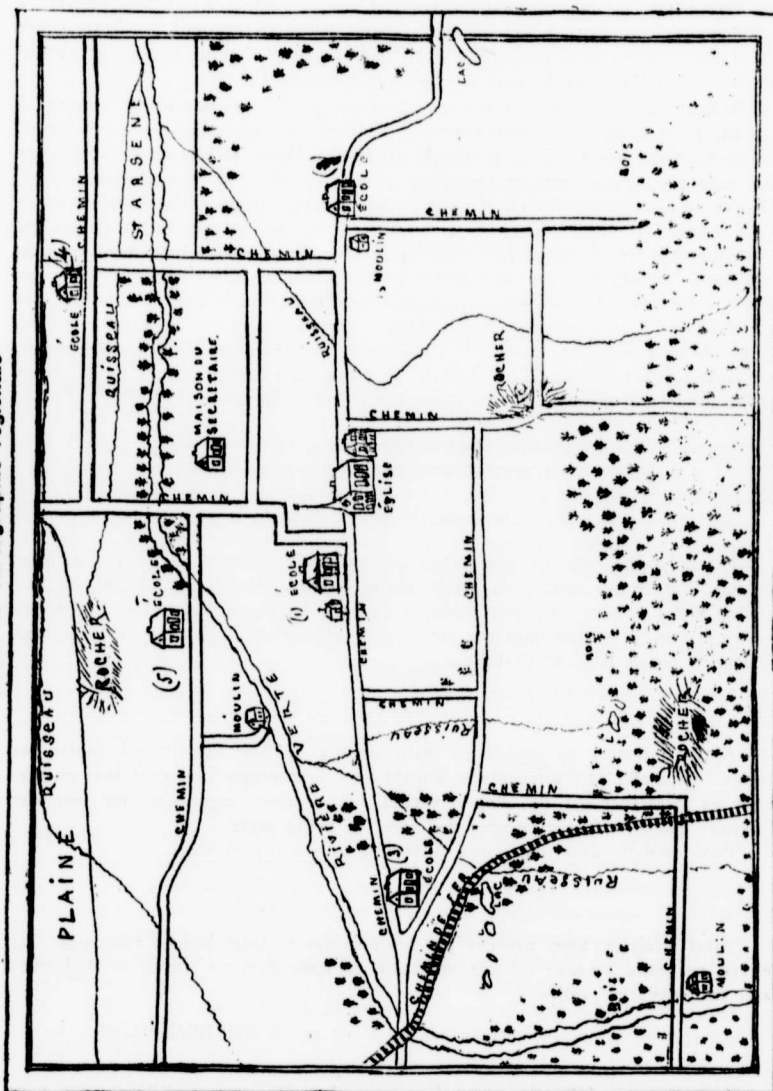 LAC
ÉCOLE
CHEMIN
MOULIN
BOIS
ST ARSENE
CHEMIN
(4)
ÉCOLE
RUISSEAU
CHEMIN
RUISSEAU
MAISON DU
SECRÉTAIRE
CHEMIN
ROCHER
ÉGLISE
CHEMIN
CHEMIN
ÉCOLE
(1)
CHEMIN
ÉCOLE
(5)
ROCHER
RUISSEAU
PLAINE
MOULIN
CHEMIN
RIVIÈRE VERTE
CHEMIN
RUISSEAU
BOIS
ROCHER
CHEMIN
(3)
ÉCOLE
CHEMIN
CHEMIN DE FER
LAC
RUISSEAU
CHEMIN
MOULIN
BOIS